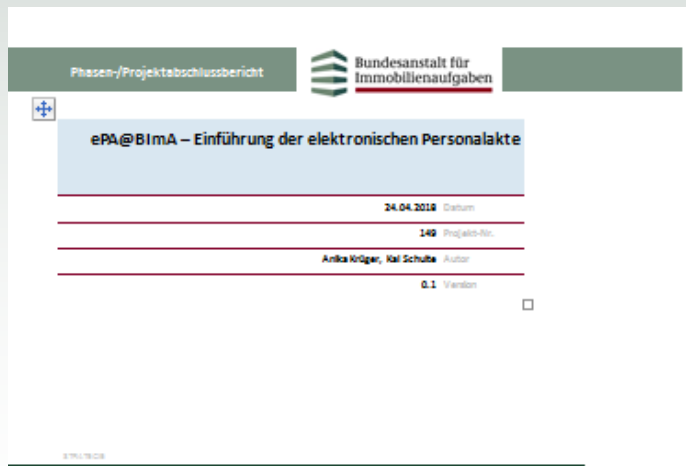 Phasen-/Projektabschlussbericht
Bundesanstalt für
Immobilienaufgaben
ePA@BImA – Einführung der elektronischen Personalakte
24.04.2018 Datum
149 Projekt-Nr.
Anika Krüger, Kai Schulte Autor
0.1 Version